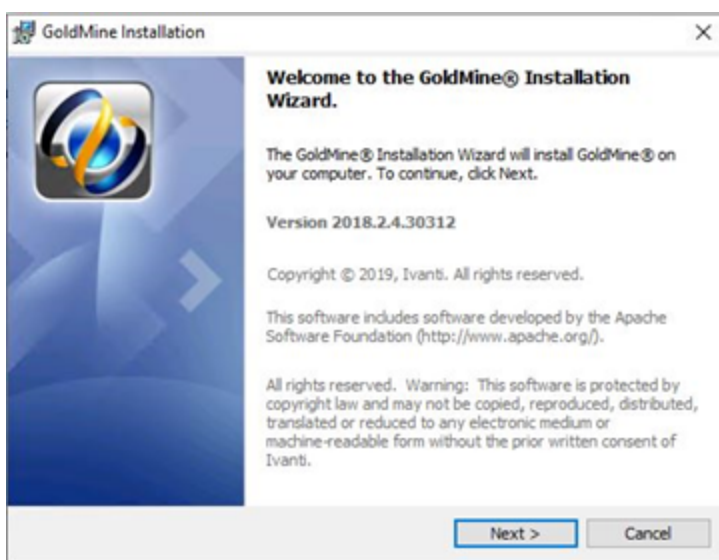 GoldMine Installation
Welcome to the GoldMine® Installation
Wizard.
The GoldMine® Installation Wizard will install GoldMine® on
your computer. To continue, click Next.
Version 2018.2.4.30312
Copyright © 2019, Ivanti. All rights reserved.
This software includes software developed by the Apache
Software Foundation (http://www.apache.org/).
All rights reserved. Warning: This software is protected by
copyright law and may not be copied, reproduced, distributed,
translated or reduced to any electronic medium or
machine-readable form without the prior written consent of
Ivanti.
Next > Cancel